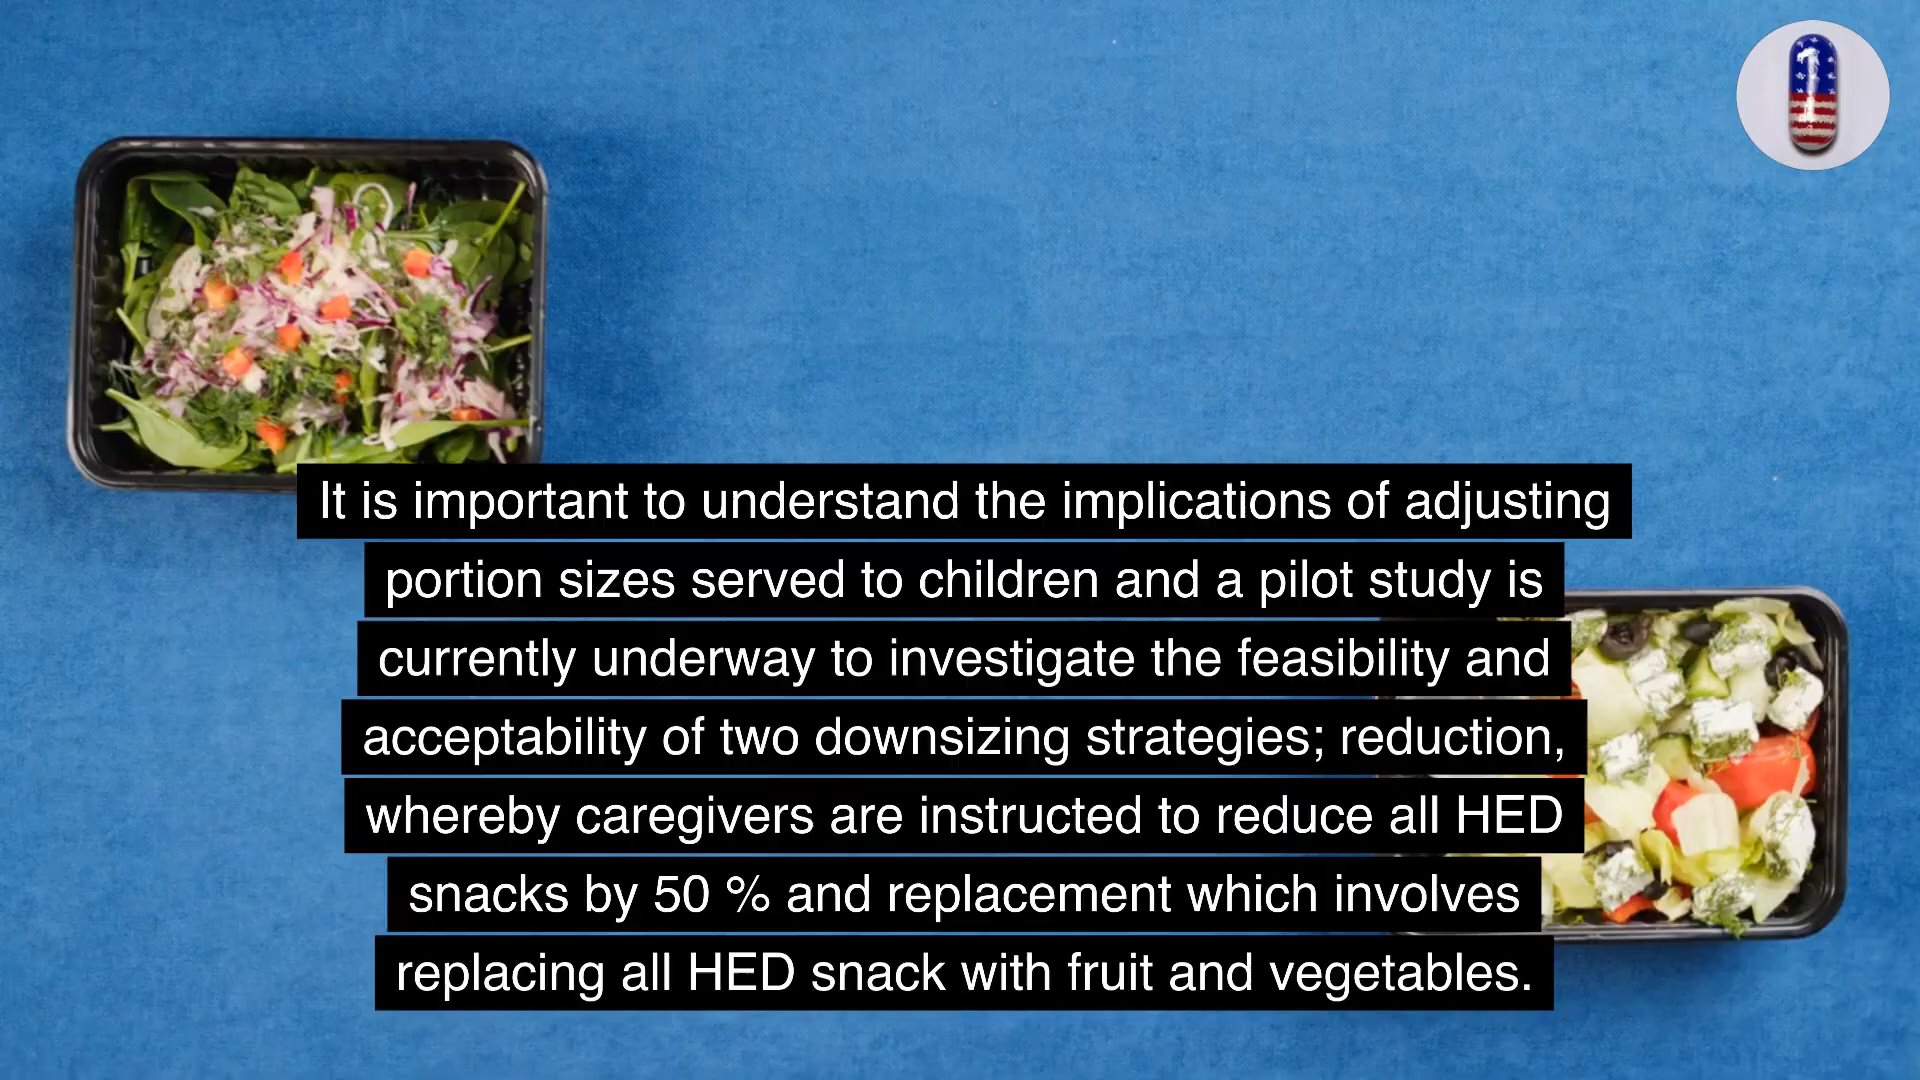 It is important to understand the implications of adjusting
portion sizes served to children and a pilot study is
currently underway to investigate the feasibility and
acceptability of two downsizing strategies; reduction,
whereby caregivers are instructed to reduce all HED
snacks by 50 % and replacement which involves
replacing all HED snack with fruit and vegetables.